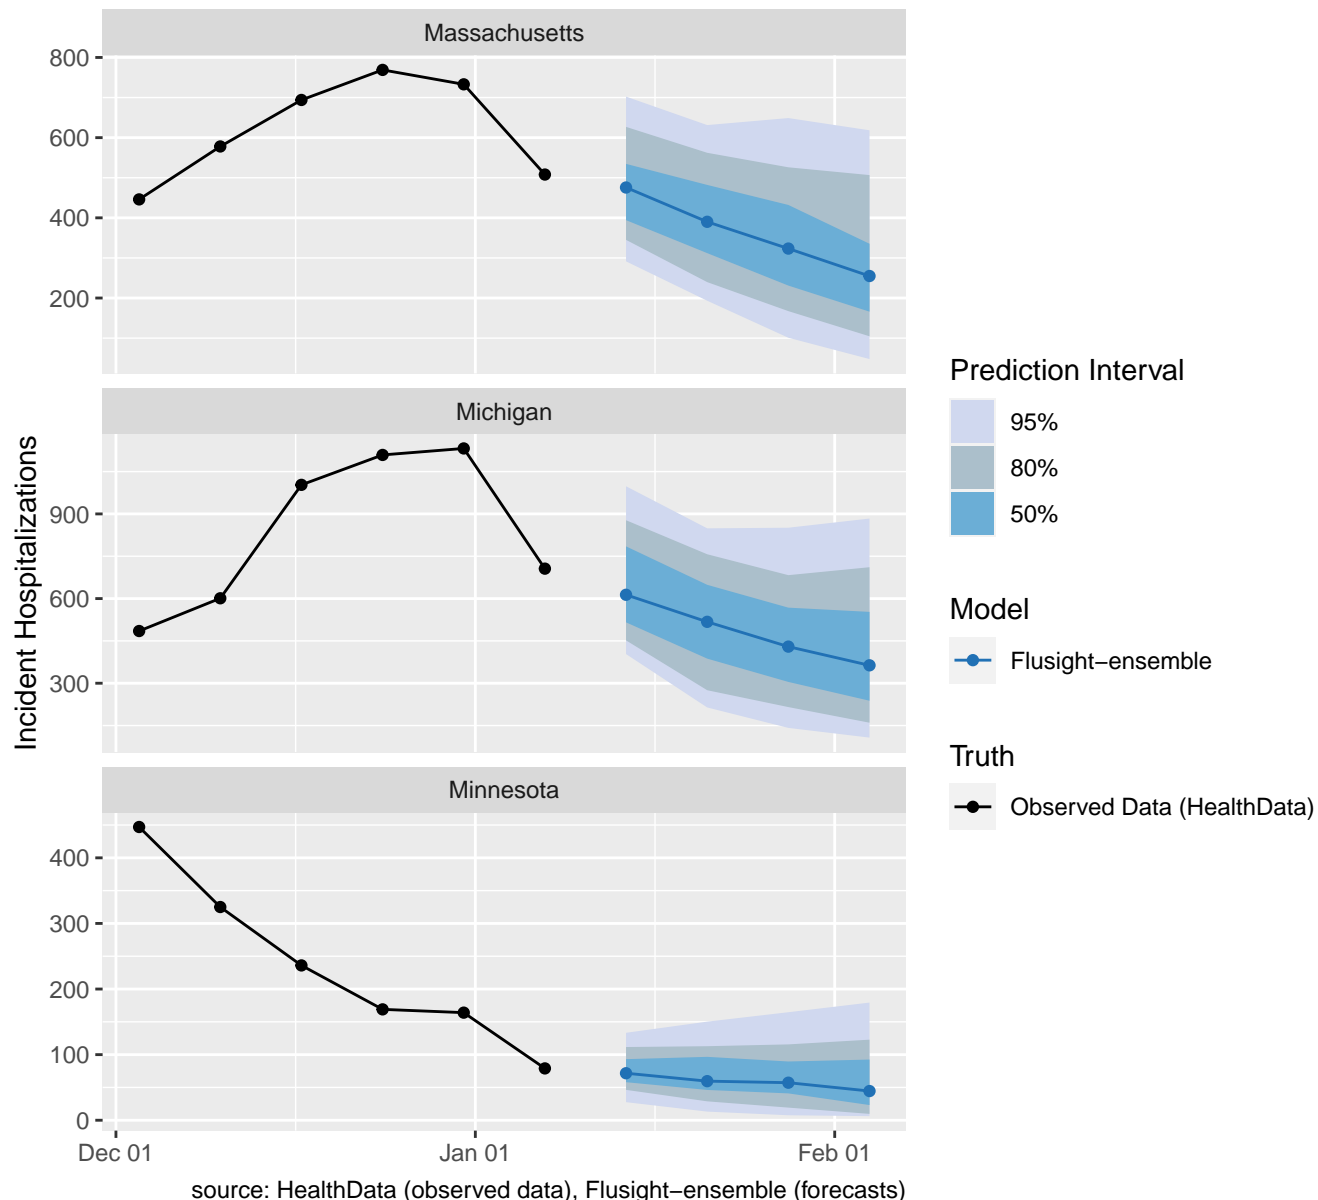 Massachusetts
800
600
400
200
Michigan
900
600
300
Minnesota
400
300
200
100
0
Dec 01
Jan 01
Feb 01
Incident Hospitalizations
source: HealthData (observed data), Flusight−ensemble (forecasts)
Prediction Interval
95%
80%
50%
Model
Flusight−ensemble
Truth
Observed Data (HealthData)